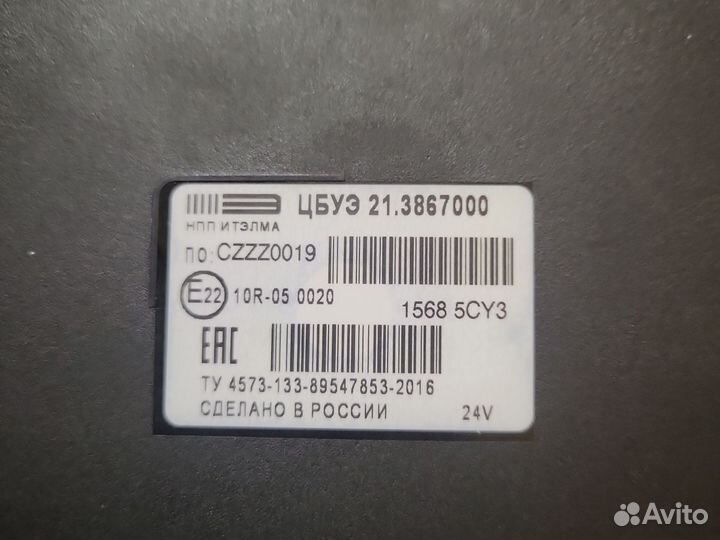 ЦБУЭ 21.3867000
НПП ИТЭЛМА
ПО: CZZZ0019
E22 10R-05 0020
1568 5CY3
EAC
ТУ 4573-133-89547853-2016
СДЕЛАНО В РОССИИ 24V
Avito